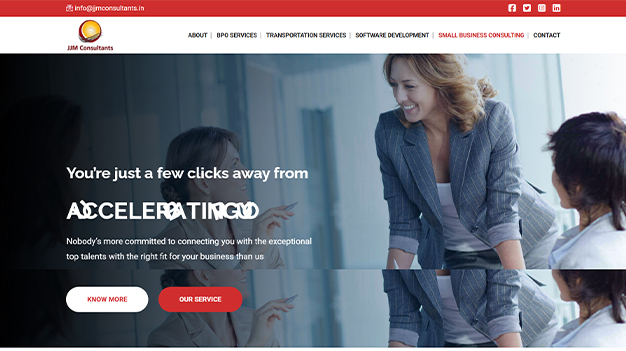 info@jjmconsultants.in
JJM Consultants
ABOUT | BPO SERVICES | TRANSPORTATION SERVICES | SOFTWARE DEVELOPMENT | SMALL BUSINESS CONSULTING | CONTACT
You're just a few clicks away from
Nobody's more committed to connecting you with the exceptional
top talents with the right fit for your business than us
KNOW MORE
OUR SERVICE